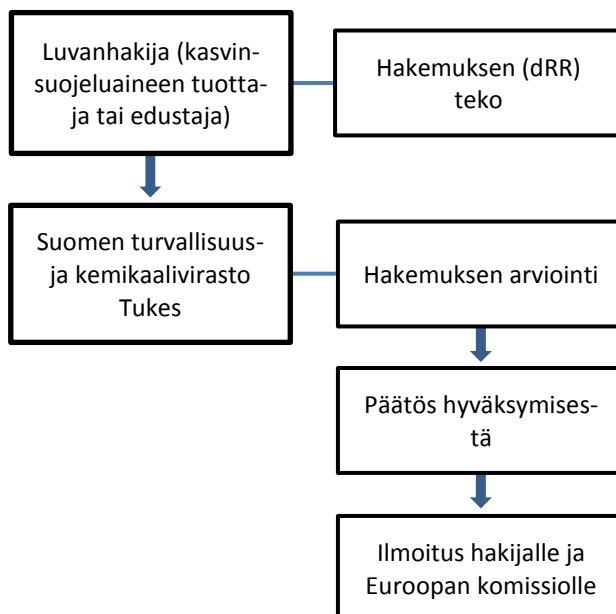 Luvanhakija (kasvin-
suojeluaineen tuotta-
ja tai edustaja)
Hakemuksen (dRR)
teko
Suomen turvallisuus-
ja kemikaalivirasto
Tukes
Hakemuksen arviointi
Päätös hyväksymises-
tä
Ilmoitus hakijalle ja
Euroopan komissiolle